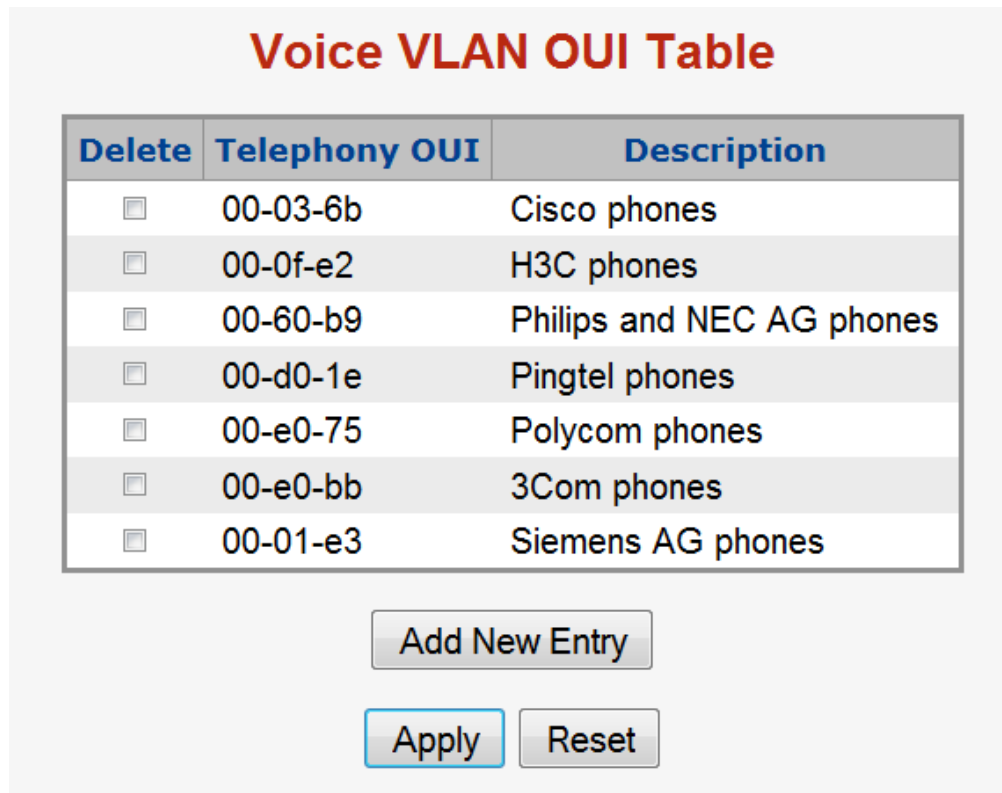 Voice VLAN OUI Table
Delete Telephony OUI Description
00-03-6b Cisco phones
00-0f-e2 H3C phones
00-60-b9 Philips and NEC AG phones
00-d0-1e Pingtel phones
00-e0-75 Polycom phones
00-e0-bb 3Com phones
00-01-e3 Siemens AG phones
Add New Entry
Apply Reset